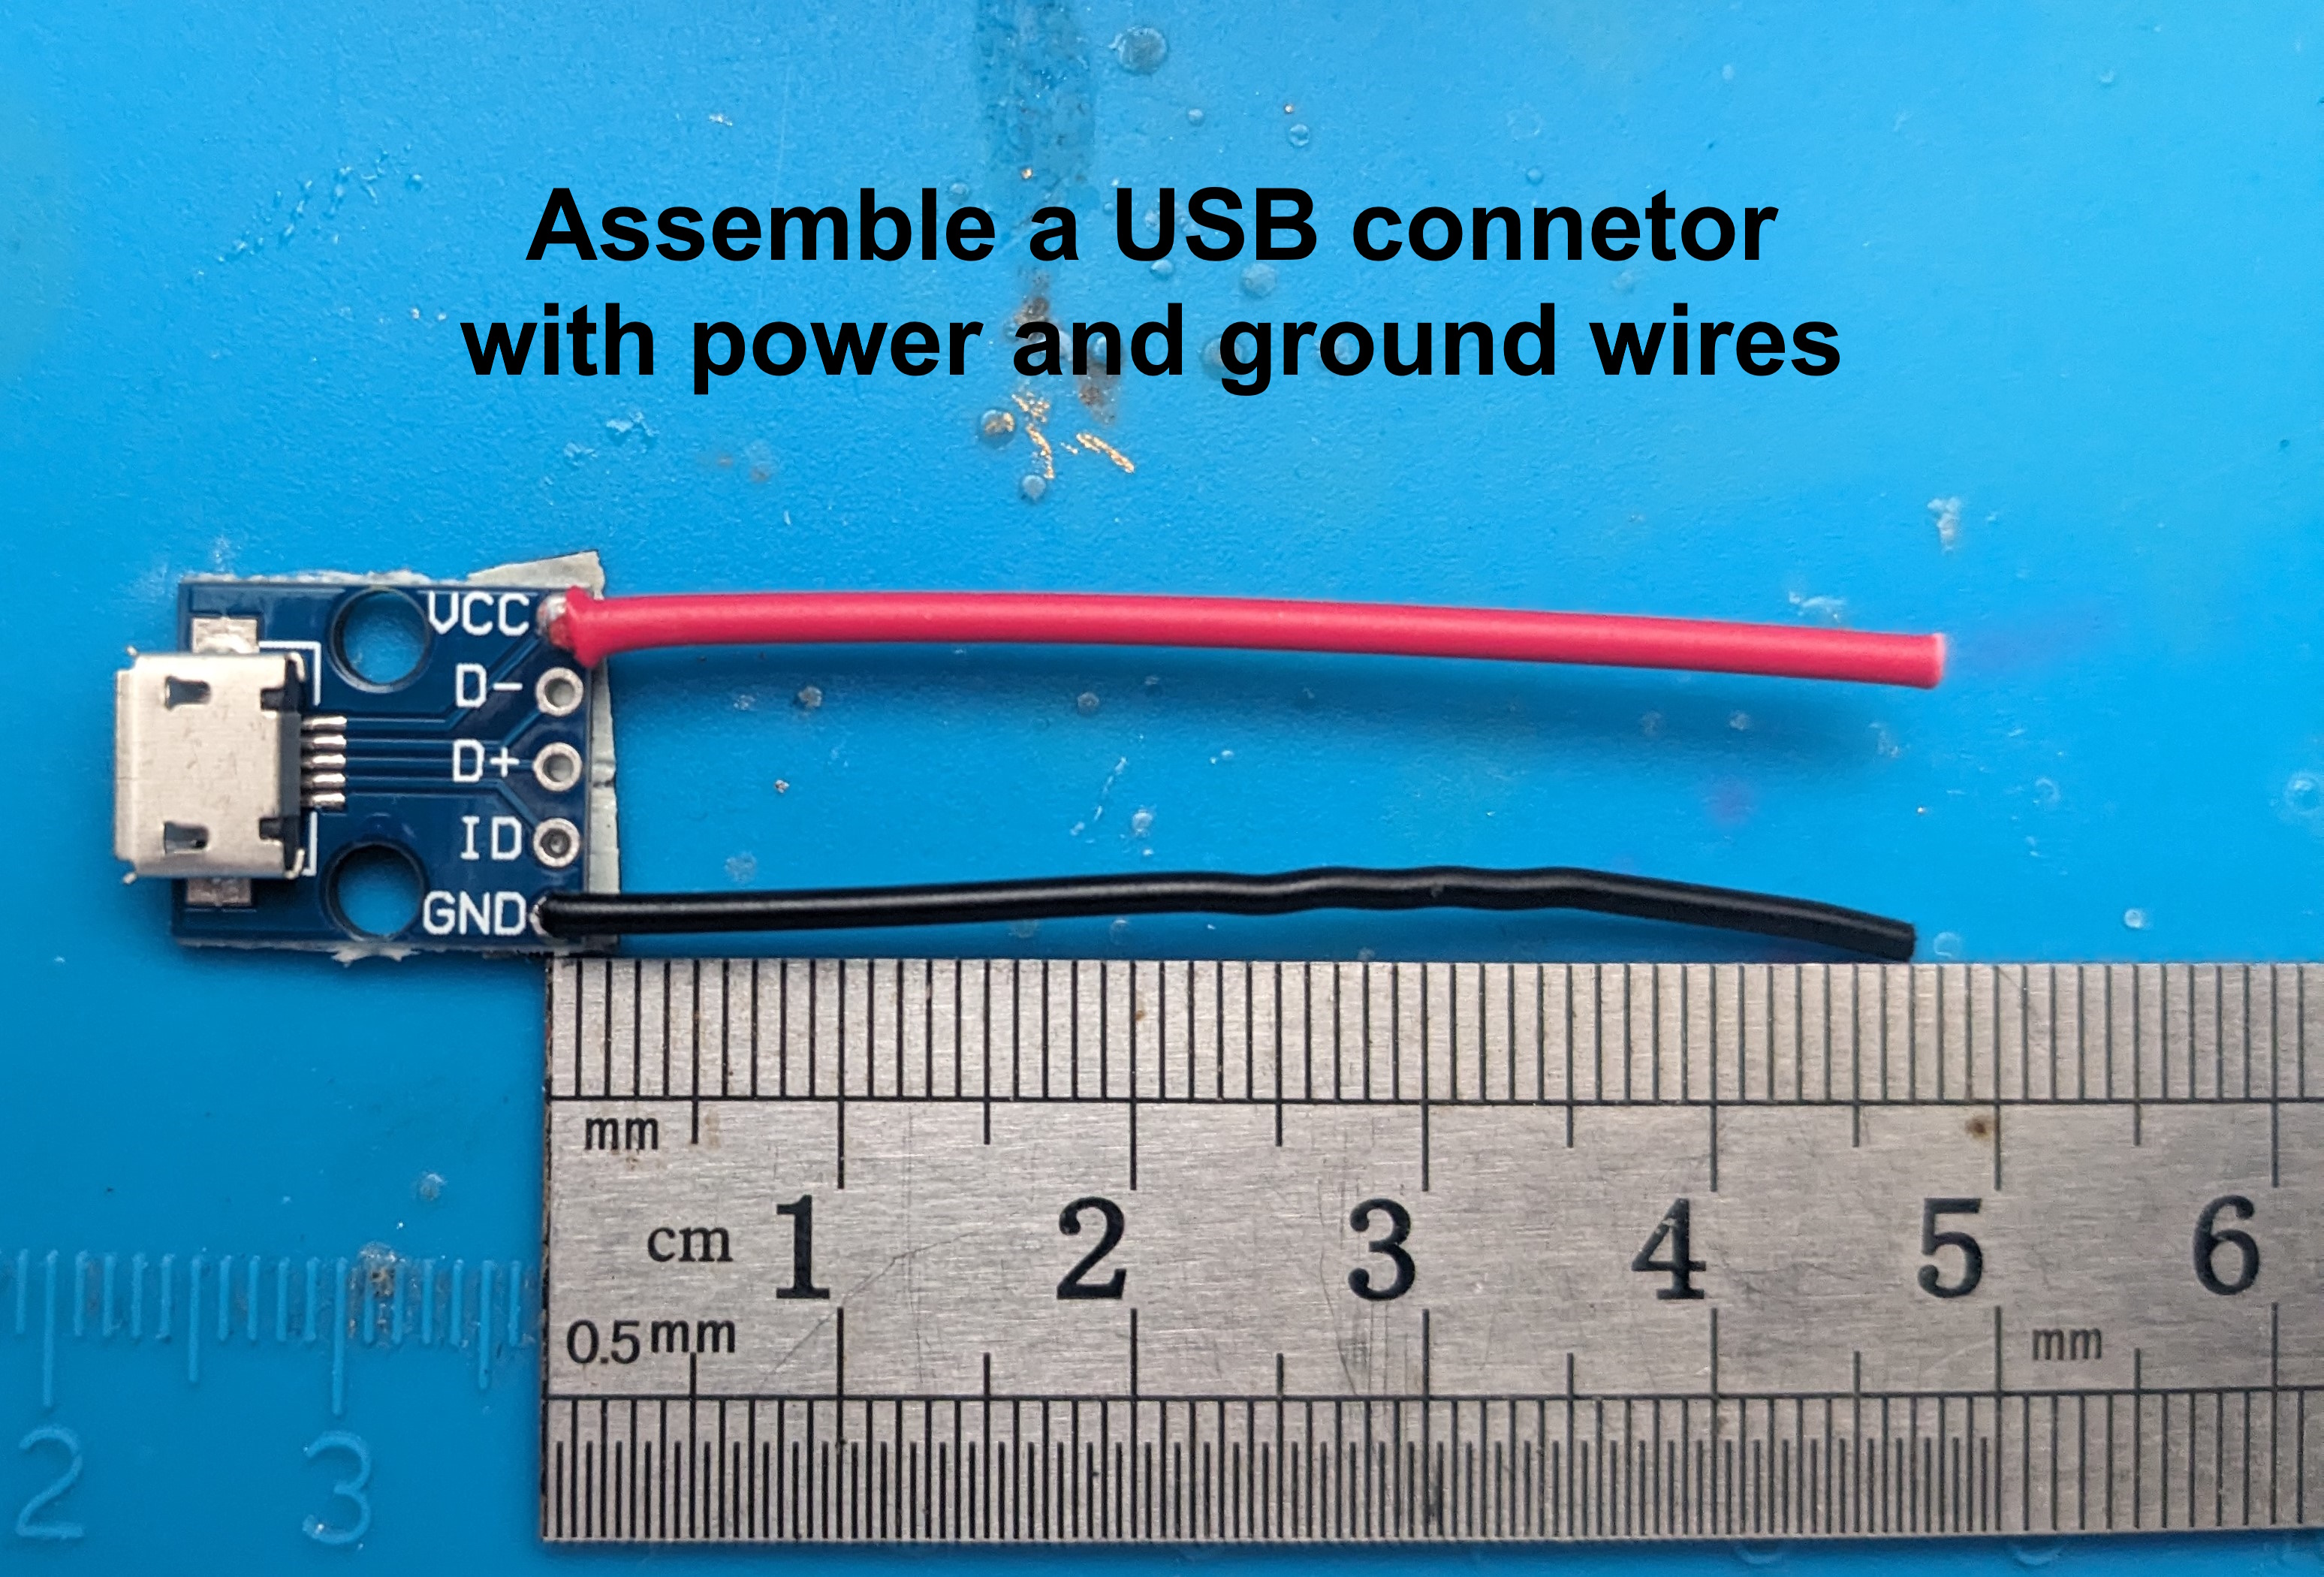 Assemble a USB connetor
with power and ground wires
VCC
D-
D+
ID
GND
mm
cm
1 2 3 4 5 6
0.5mm
mm
2 3